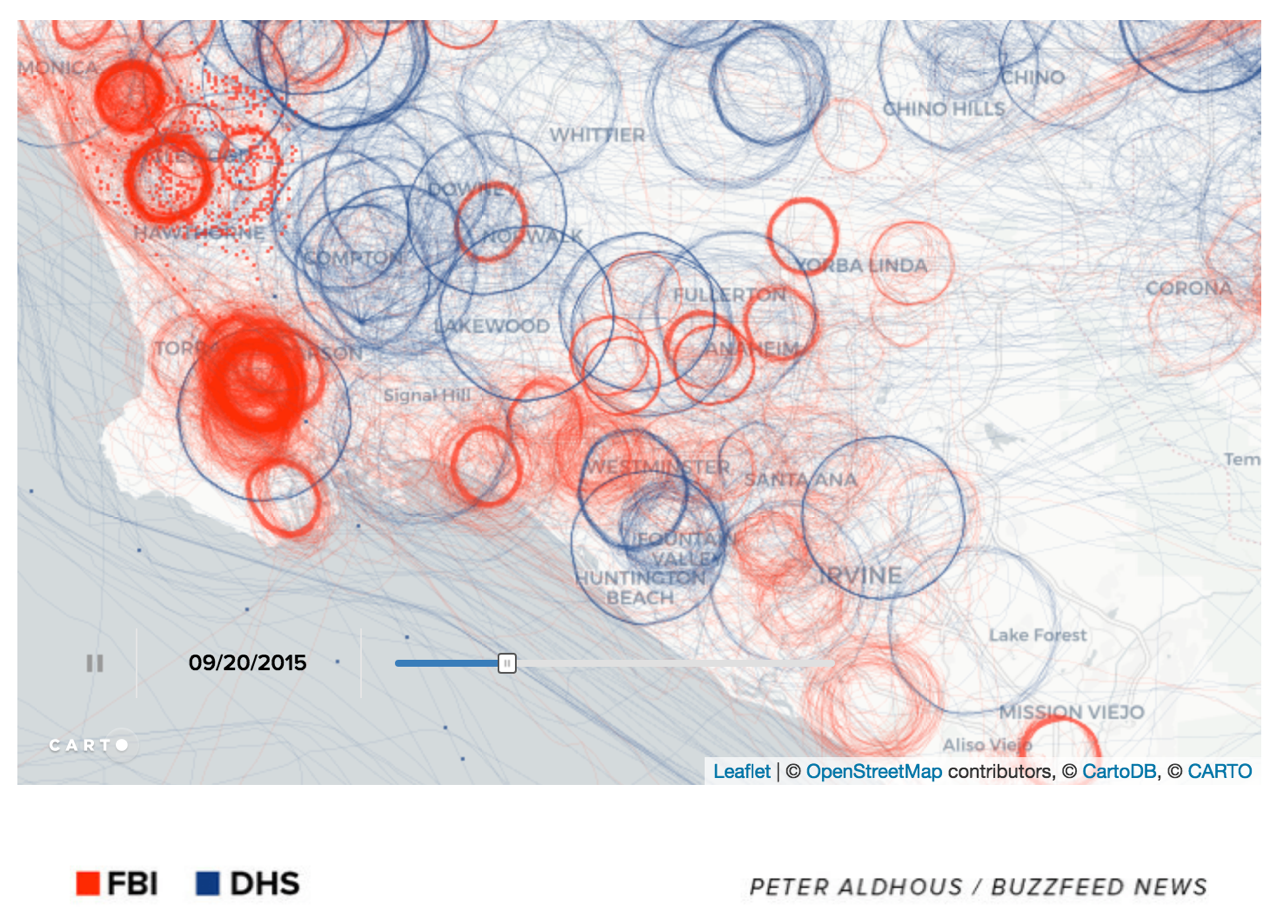 MONICA
CHINO
CHINO HILLS
WHITTIER
HAWTHORNE
NORWALK
COMPTON
YORBA LINDA
CORONA
FULLERTON
LAKEWOOD
ANAHEIM
Signal Hill
WESTMINSTER
SANTA ANA
Tem
FOUNTAIN
VALLEY
IRVINE
HUNTINGTON
BEACH
Lake Forest
09/20/2015
MISSION VIEJO
Aliso Viejo
CARTO
Leaflet | © OpenStreetMap contributors, © CartoDB, © CARTO
FBI DHS
PETER ALDHOUS / BUZZFEED NEWS